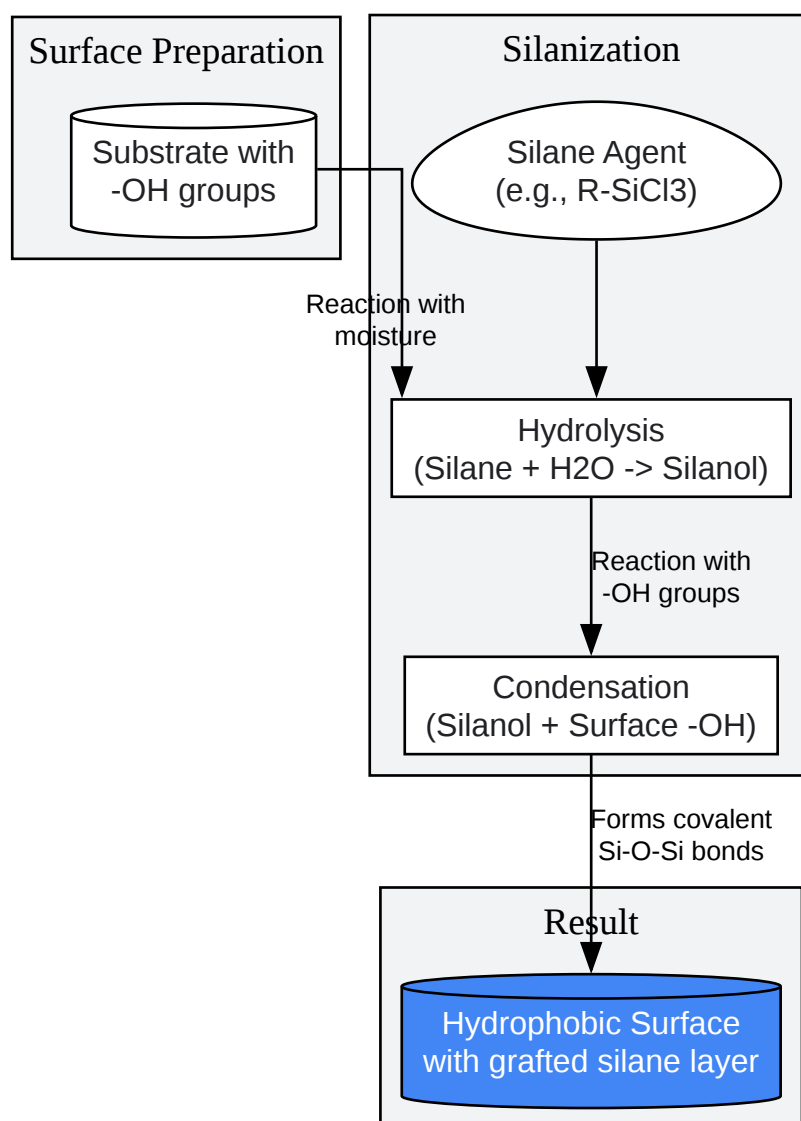 Surface Preparation
Substrate with
-OH groups
Silanization
Silane Agent
(e.g., R-SiCl3)
Reaction with
moisture
Hydrolysis
(Silane + H2O -> Silanol)
Reaction with
-OH groups
Condensation
(Silanol + Surface -OH)
Forms covalent
Si-O-Si bonds
Result
Hydrophobic Surface
with grafted silane layer